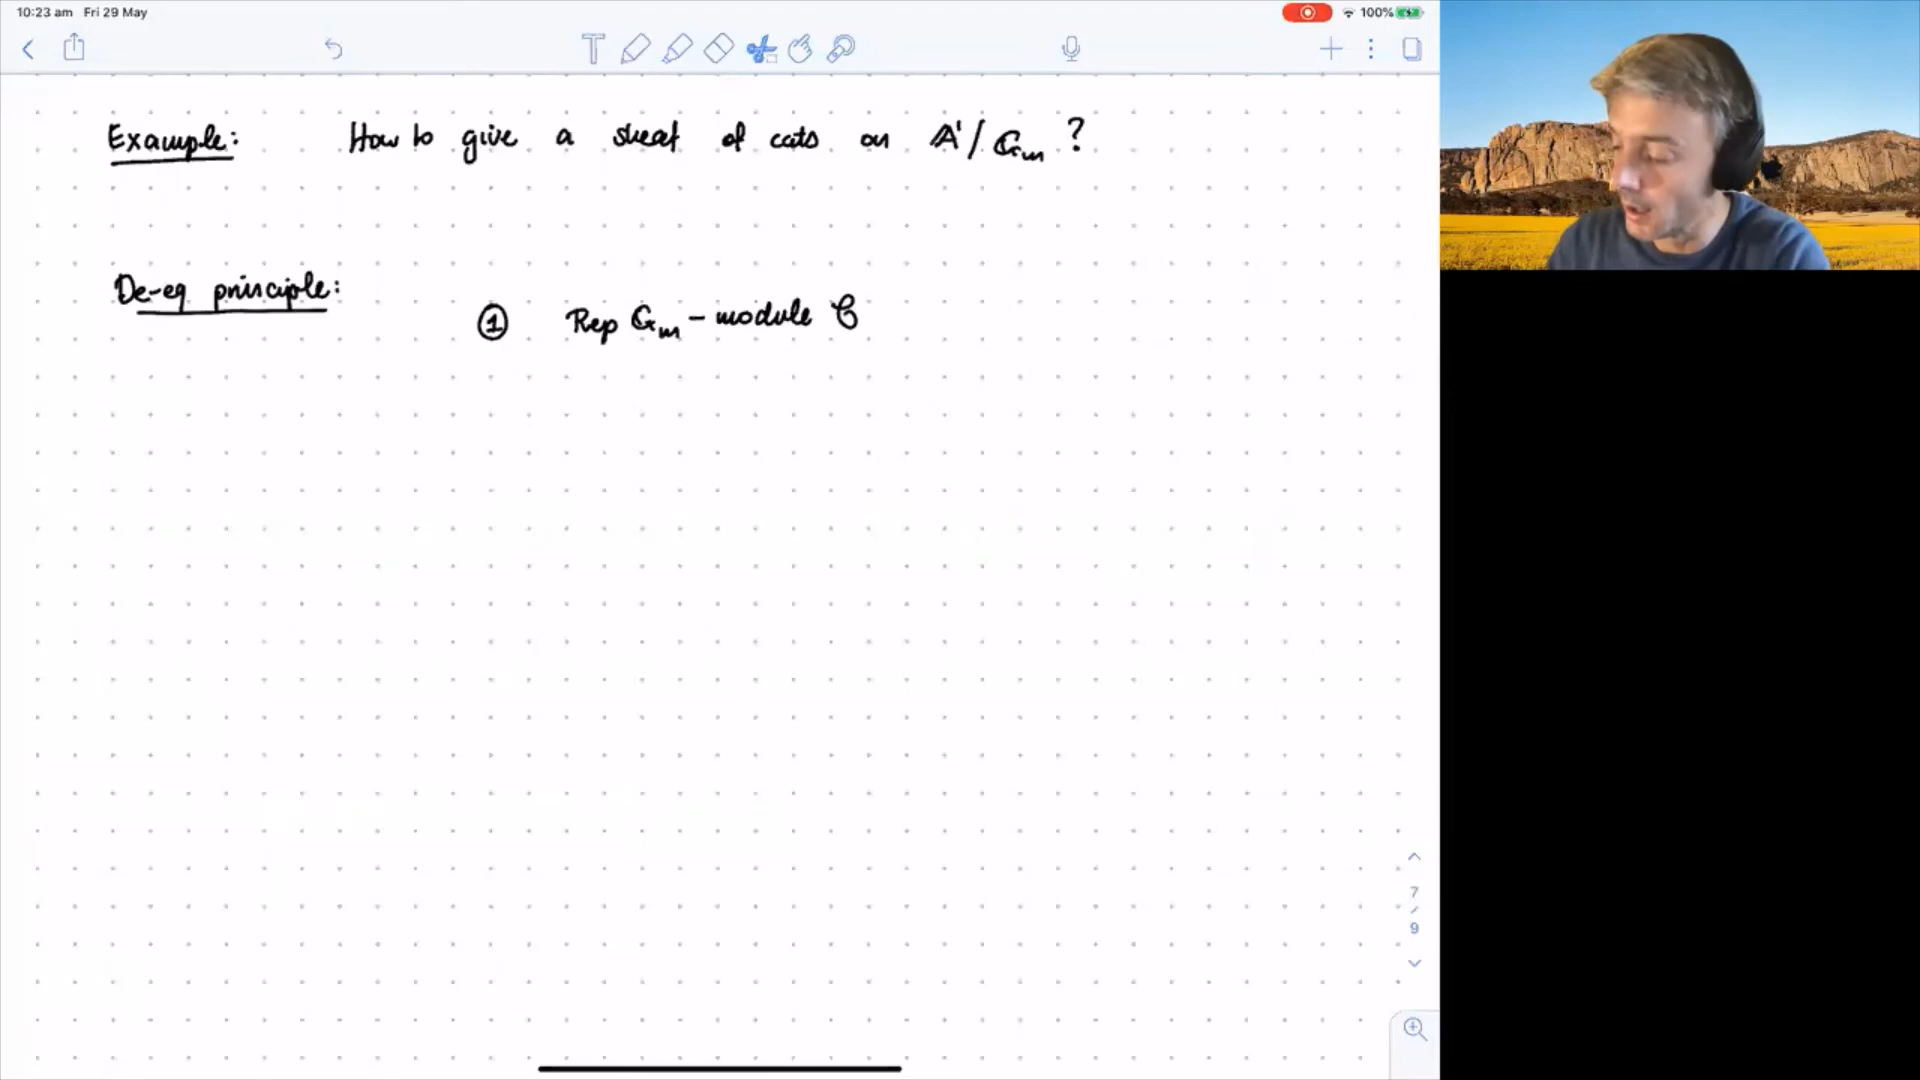 10:23 am Fri 29 May
100%
Example: How to give a sheaf of cats on 𝔸¹/𝔾ₘ ?
De-eq principle:
① Rep 𝔾ₘ – module 𝒞
7
/
9